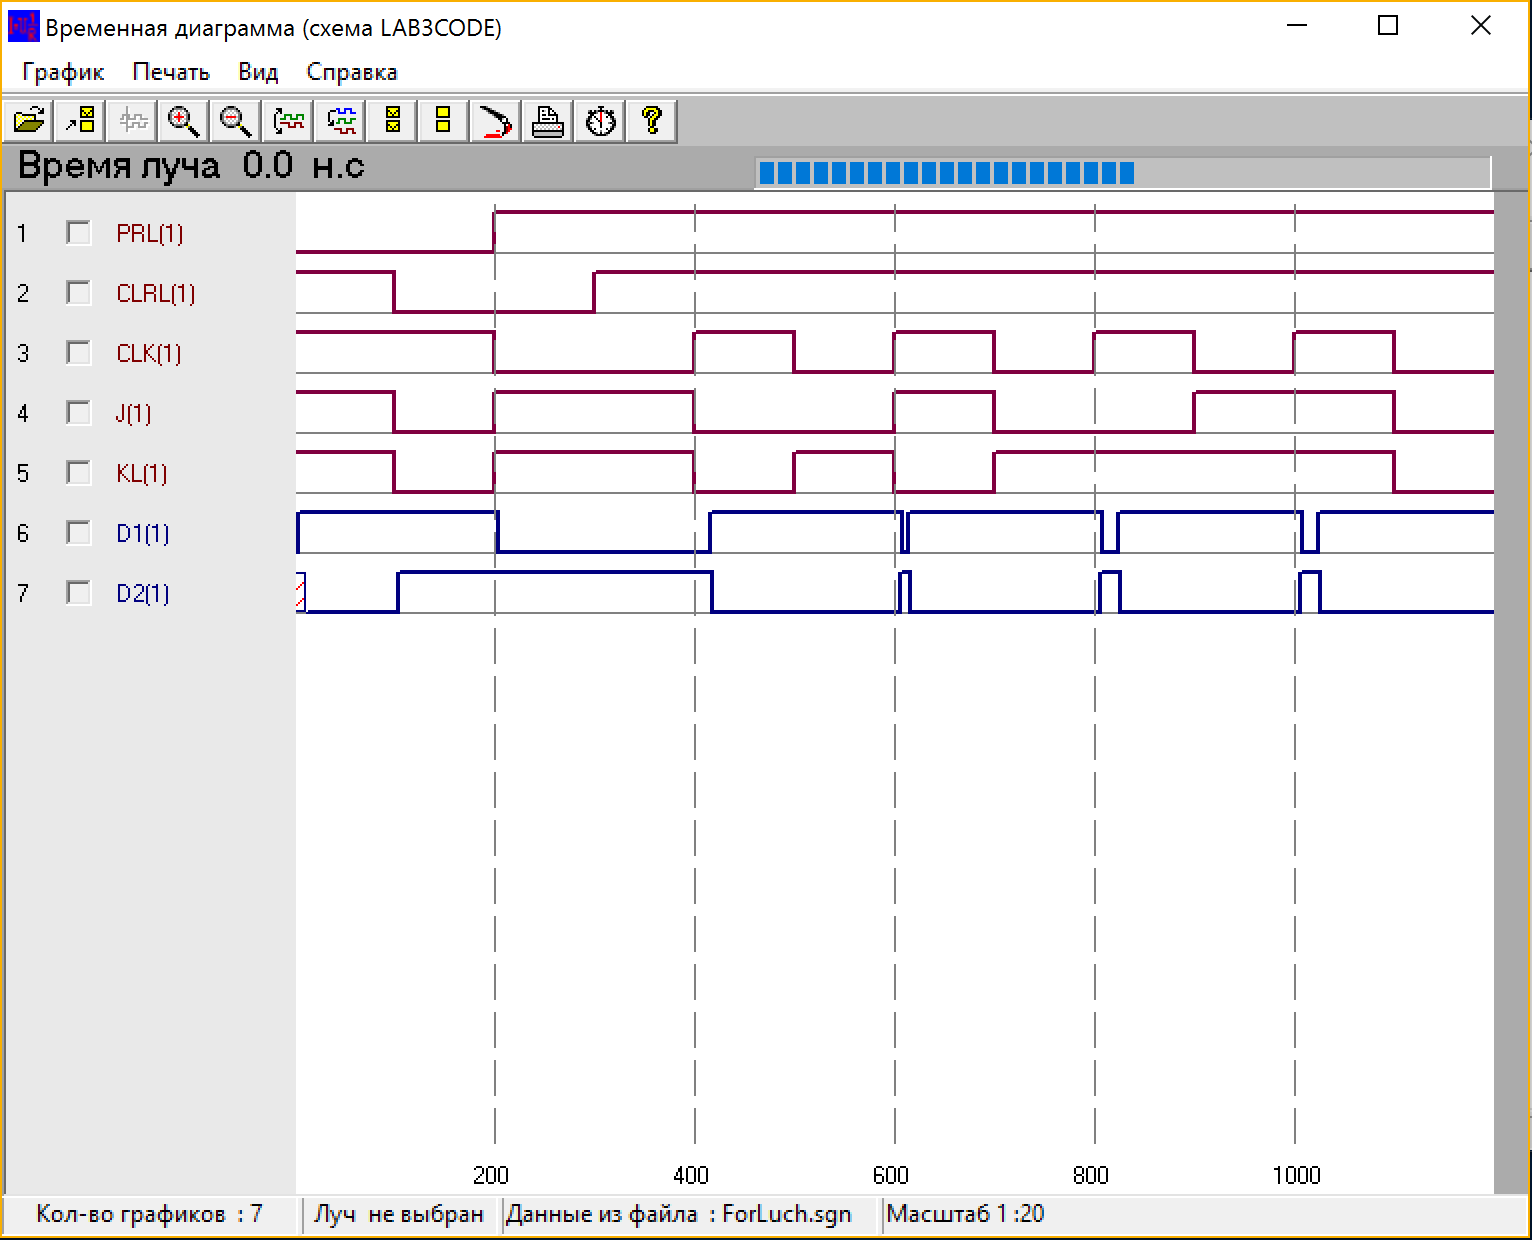 Временная диаграмма (схема LAB3CODE)
График Печать Вид Справка
Время луча 0.0 н.с
1 PRL(1)
2 CLRL(1)
3 CLK(1)
4 J(1)
5 KL(1)
6 D1(1)
7 D2(1)
200 400 600 800 1000
Кол-во графиков : 7 Луч не выбран Данные из файла : ForLuch.sgn Масштаб 1 :20